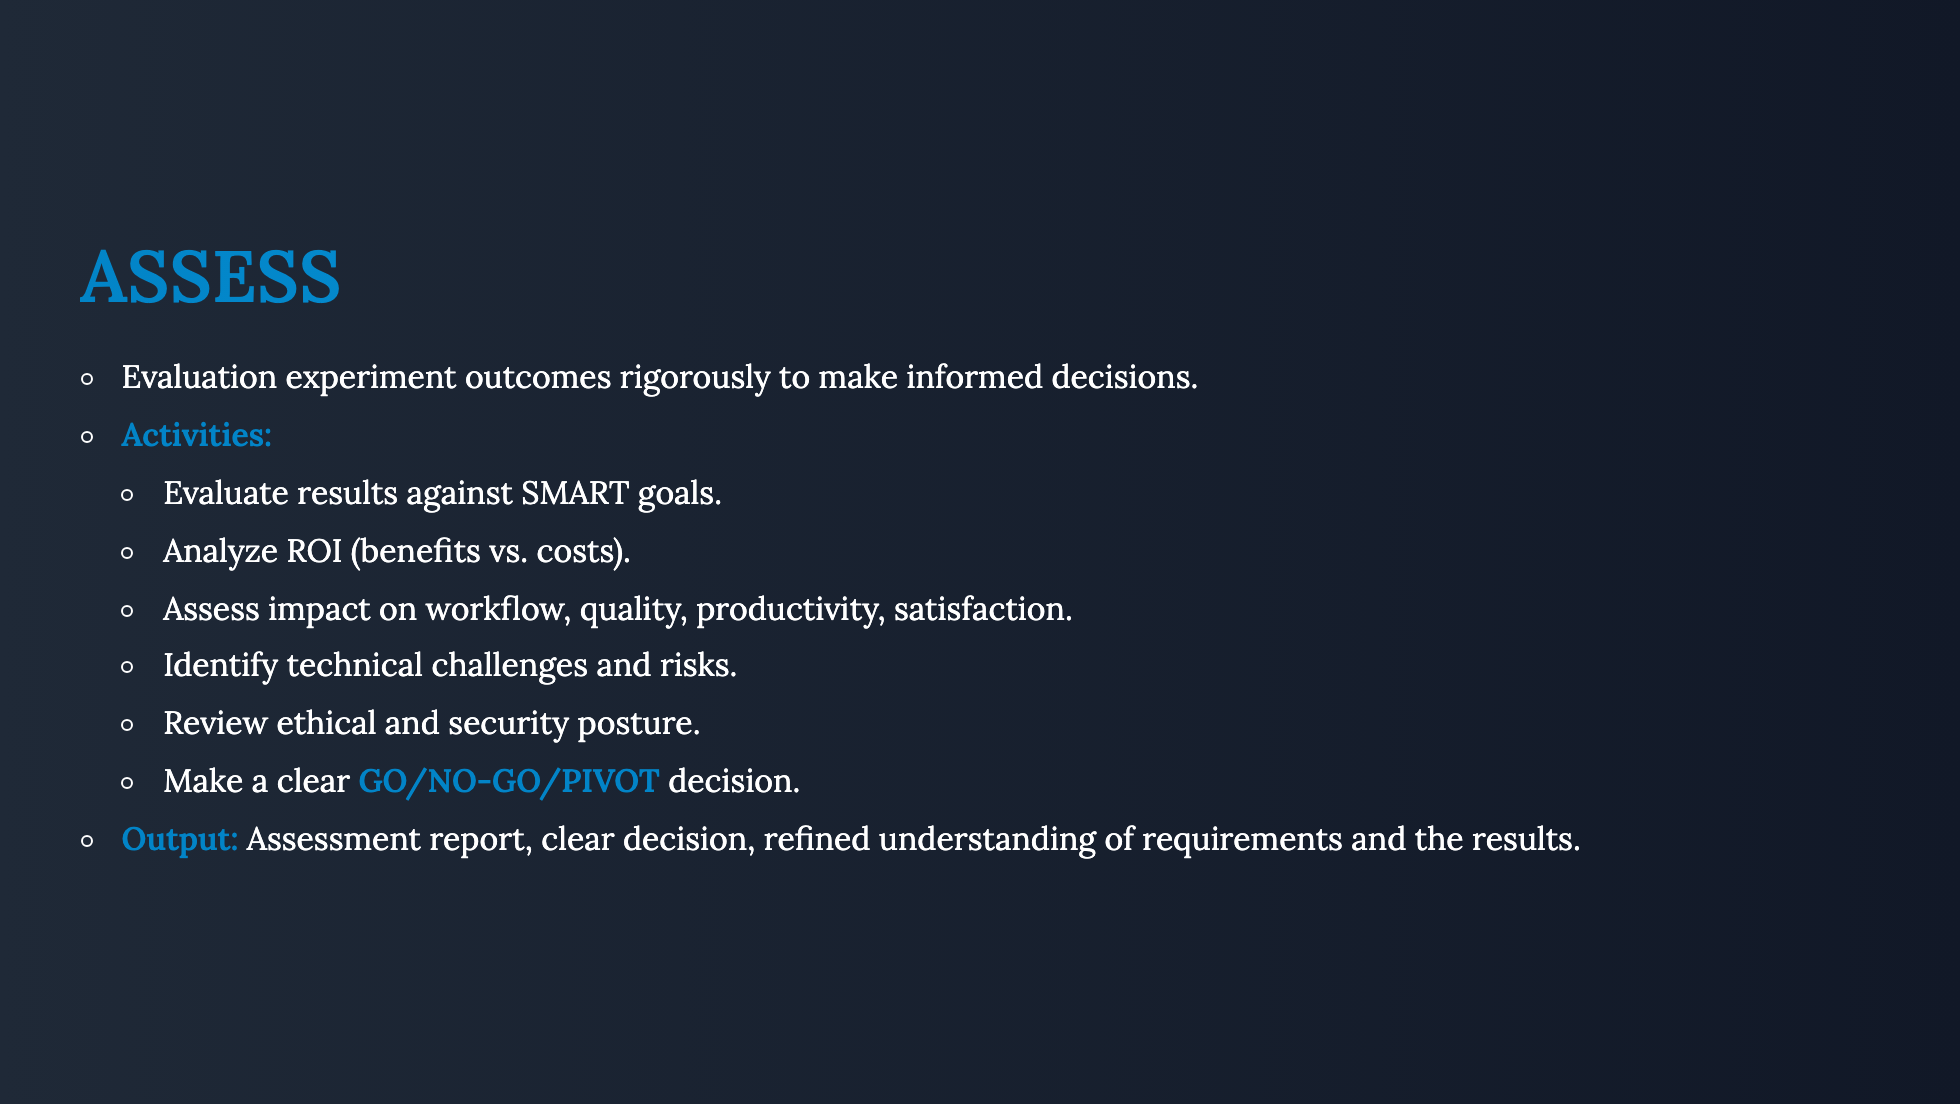 ASSESS
Evaluation experiment outcomes rigorously to make informed decisions.
Activities:
Evaluate results against SMART goals.
Analyze ROI (benefits vs. costs).
Assess impact on workflow, quality, productivity, satisfaction.
Identify technical challenges and risks.
Review ethical and security posture.
Make a clear GO/NO-GO/PIVOT decision.
Output: Assessment report, clear decision, refined understanding of requirements and the results.